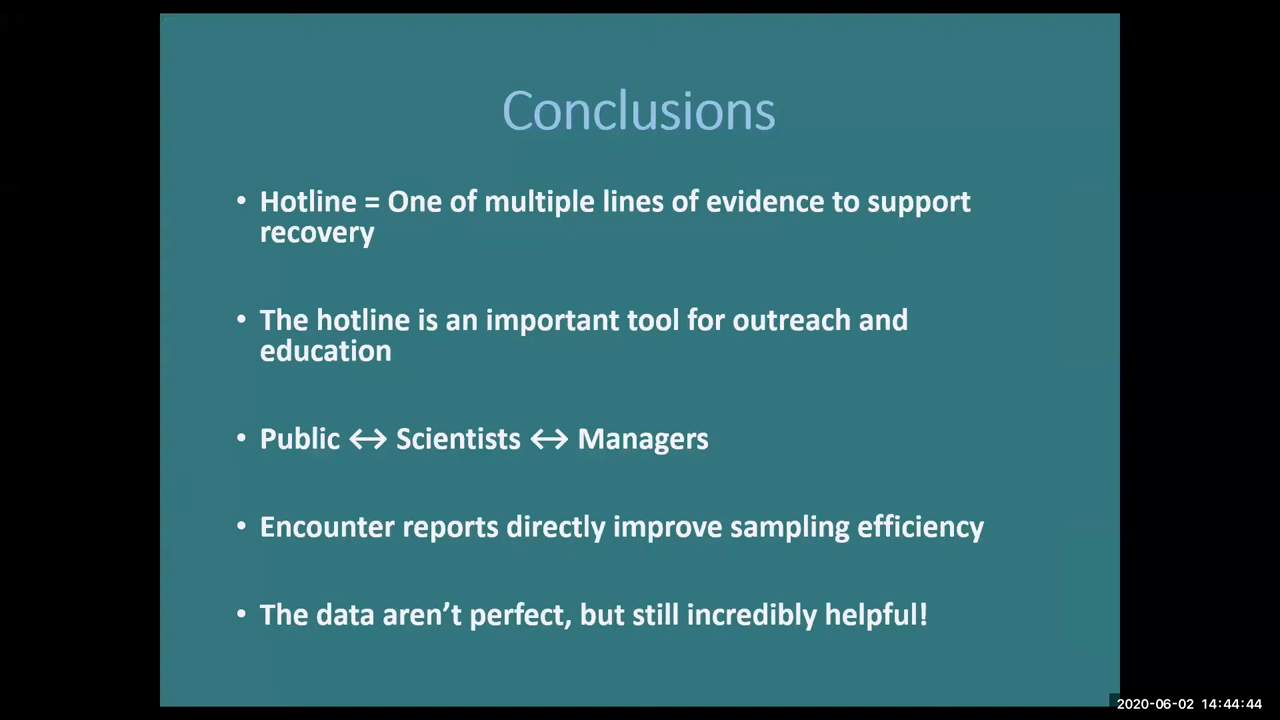 Conclusions
• Hotline = One of multiple lines of evidence to support
recovery
• The hotline is an important tool for outreach and
education
• Public ↔ Scientists ↔ Managers
• Encounter reports directly improve sampling efficiency
• The data aren’t perfect, but still incredibly helpful!
2020-06-02 14:44:44